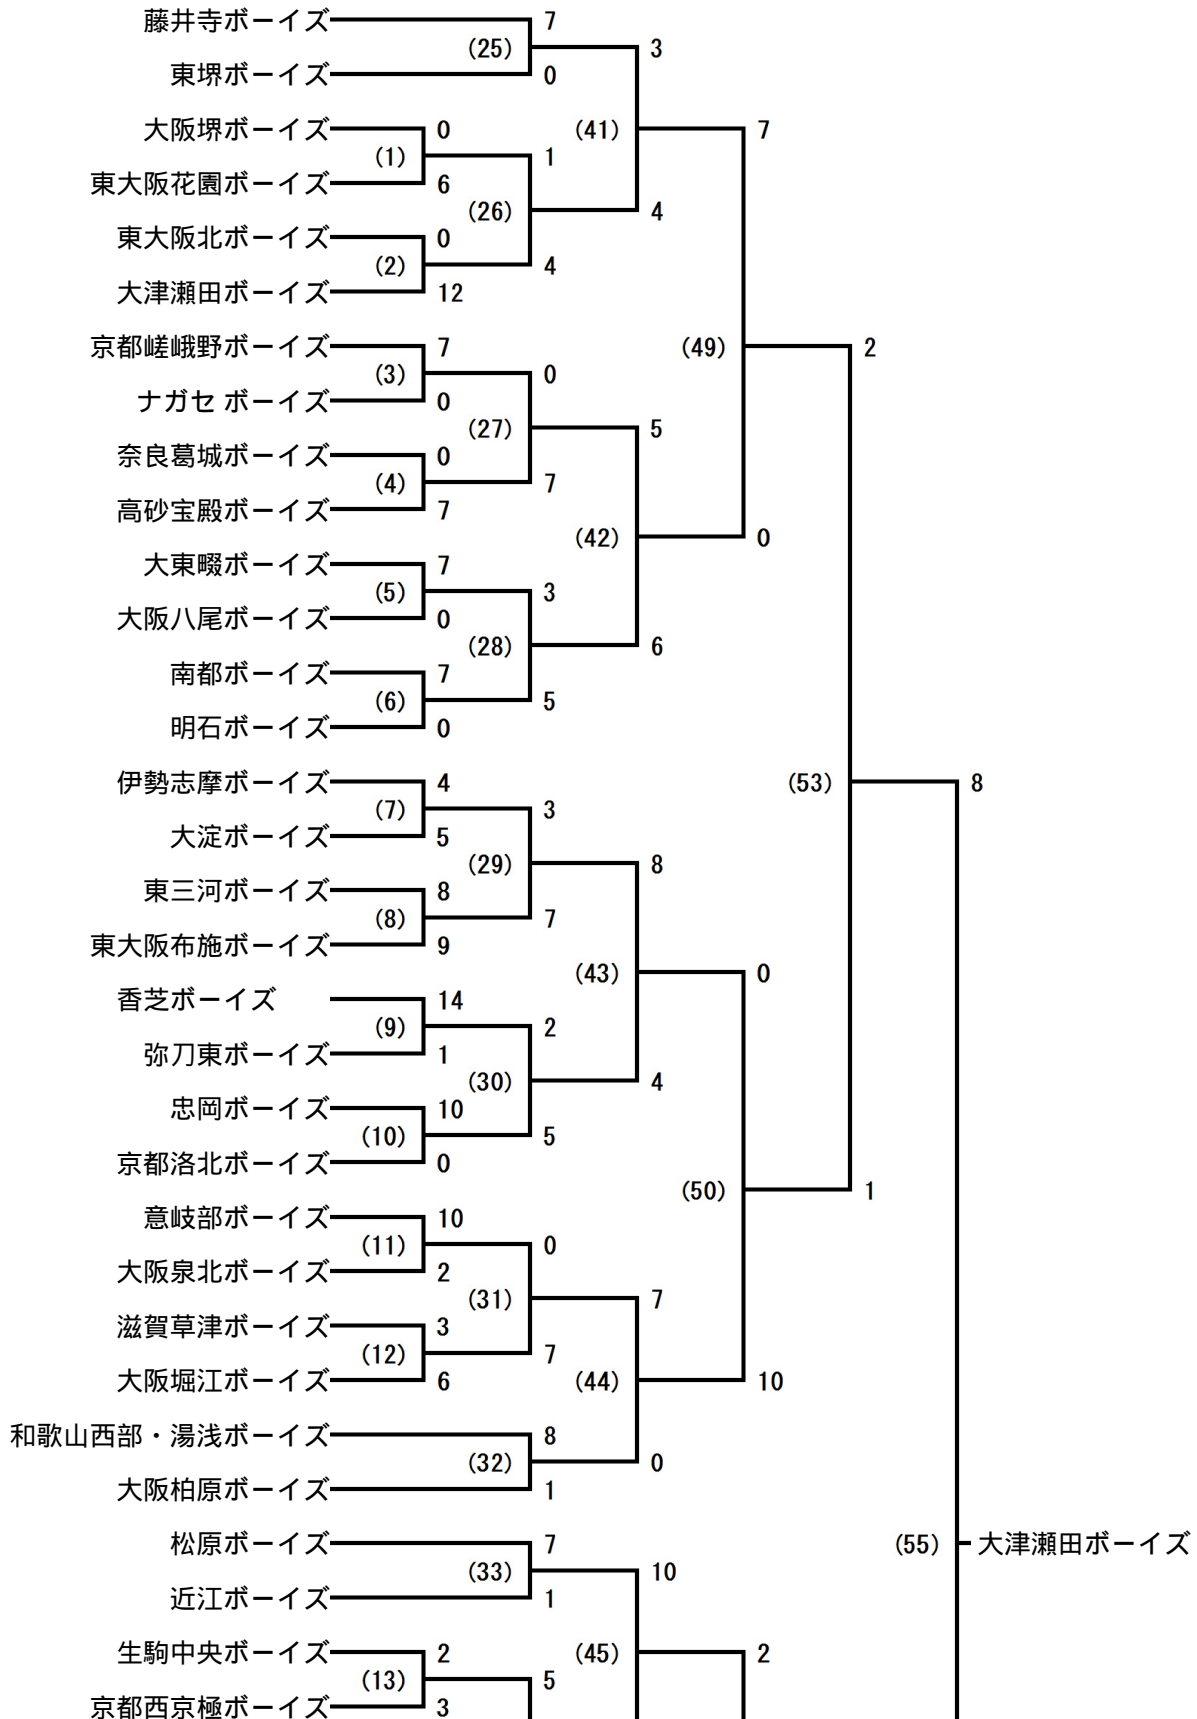 藤井寺ボーイズ 7
(25) 3
東堺ボーイズ 0
大阪堺ボーイズ 0 (41) 7
(1) 1
東大阪花園ボーイズ 6
(26) 4
東大阪北ボーイズ 0
(2) 4
大津瀬田ボーイズ 12
京都嵯峨野ボーイズ 7 (49) 2
(3) 0
ナガセ ボーイズ 0
(27) 5
奈良葛城ボーイズ 0
(4) 7
高砂宝殿ボーイズ 7
(42) 0
大東畷ボーイズ 7
(5) 3
大阪八尾ボーイズ 0
(28) 6
南都ボーイズ 7
(6) 5
明石ボーイズ 0
伊勢志摩ボーイズ 4 (53) 8
(7) 3
大淀ボーイズ 5
(29) 8
東三河ボーイズ 8
(8) 7
東大阪布施ボーイズ 9
(43) 0
香芝ボーイズ 14
(9) 2
弥刀東ボーイズ 1
(30) 4
忠岡ボーイズ 10
(10) 5
京都洛北ボーイズ 0
(50) 1
意岐部ボーイズ 10
(11) 0
大阪泉北ボーイズ 2
(31) 7
滋賀草津ボーイズ 3
(12) 7
大阪堀江ボーイズ 6 (44) 10
和歌山西部・湯浅ボーイズ 8
(32) 0
大阪柏原ボーイズ 1
松原ボーイズ 7 (55) 大津瀬田ボーイズ
(33) 10
近江ボーイズ 1
生駒中央ボーイズ 2 (45) 2
(13) 5
京都西京極ボーイズ 3